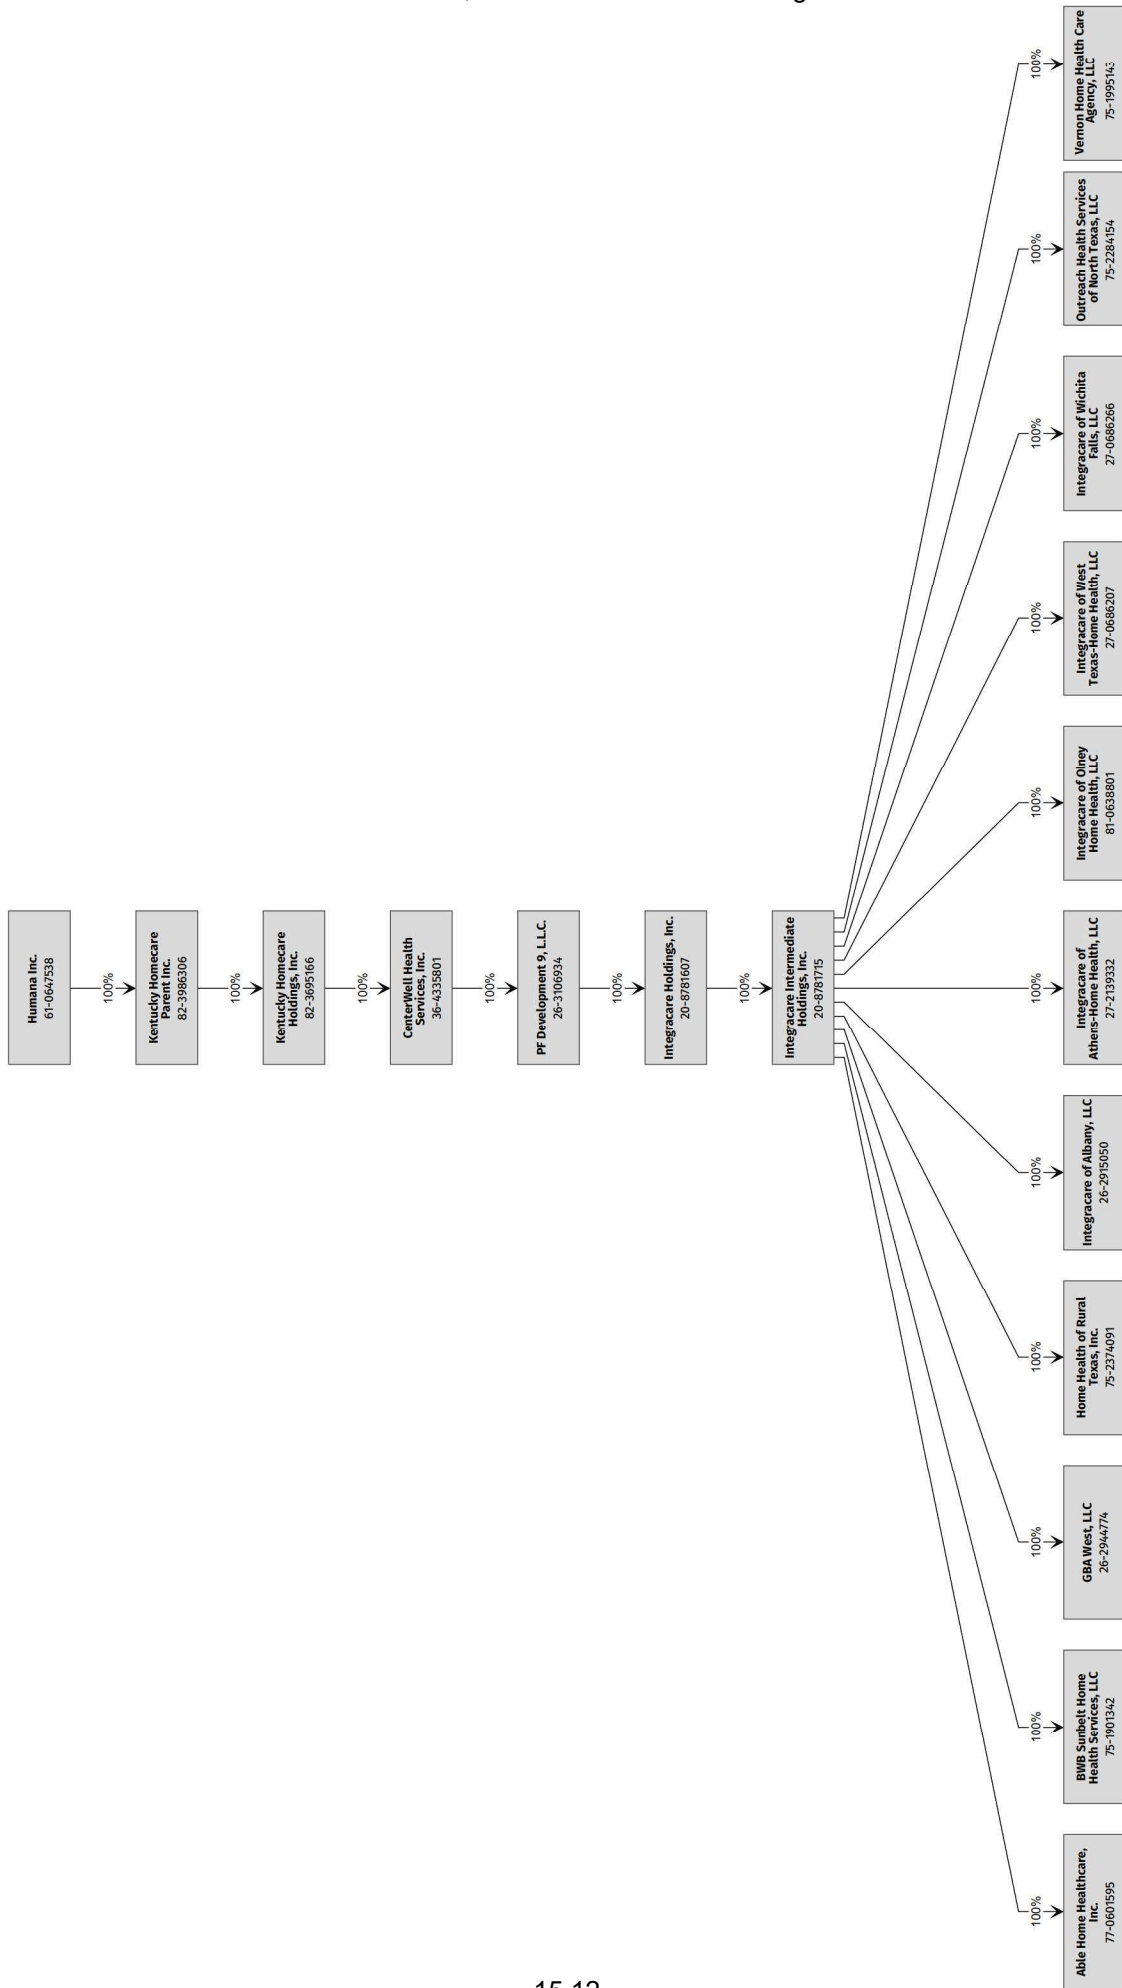 Humana Inc.
61-0647538
100%
Kentucky Homecare
Parent Inc.
82-3986306
100%
Kentucky Homecare
Holdings, Inc.
82-3695166
100%
CenterWell Health
Services, Inc.
36-4335801
100%
PF Development 9, L.L.C.
26-3106934
100%
Integracare Holdings, Inc.
20-8781607
100%
Integracare Intermediate
Holdings, Inc.
20-8781715
100%
Able Home Healthcare,
Inc.
77-0601595
100%
BWB Sunbelt Home
Health Services, LLC
75-1901342
100%
GBA West, LLC
26-2944774
100%
Home Health of Rural
Texas, Inc.
75-2374091
100%
Integracare of Albany, LLC
26-2915050
100%
Integracare of
Athens-Home Health, LLC
27-2139332
100%
Integracare of Olney
Home Health, LLC
81-0638801
100%
Integracare of West
Texas-Home Health, LLC
27-0686207
100%
Integracare of Wichita
Falls, LLC
27-0686266
100%
Outreach Health Services
of North Texas, LLC
75-2284154
100%
Vernon Home Health Care
Agency, LLC
75-1995143